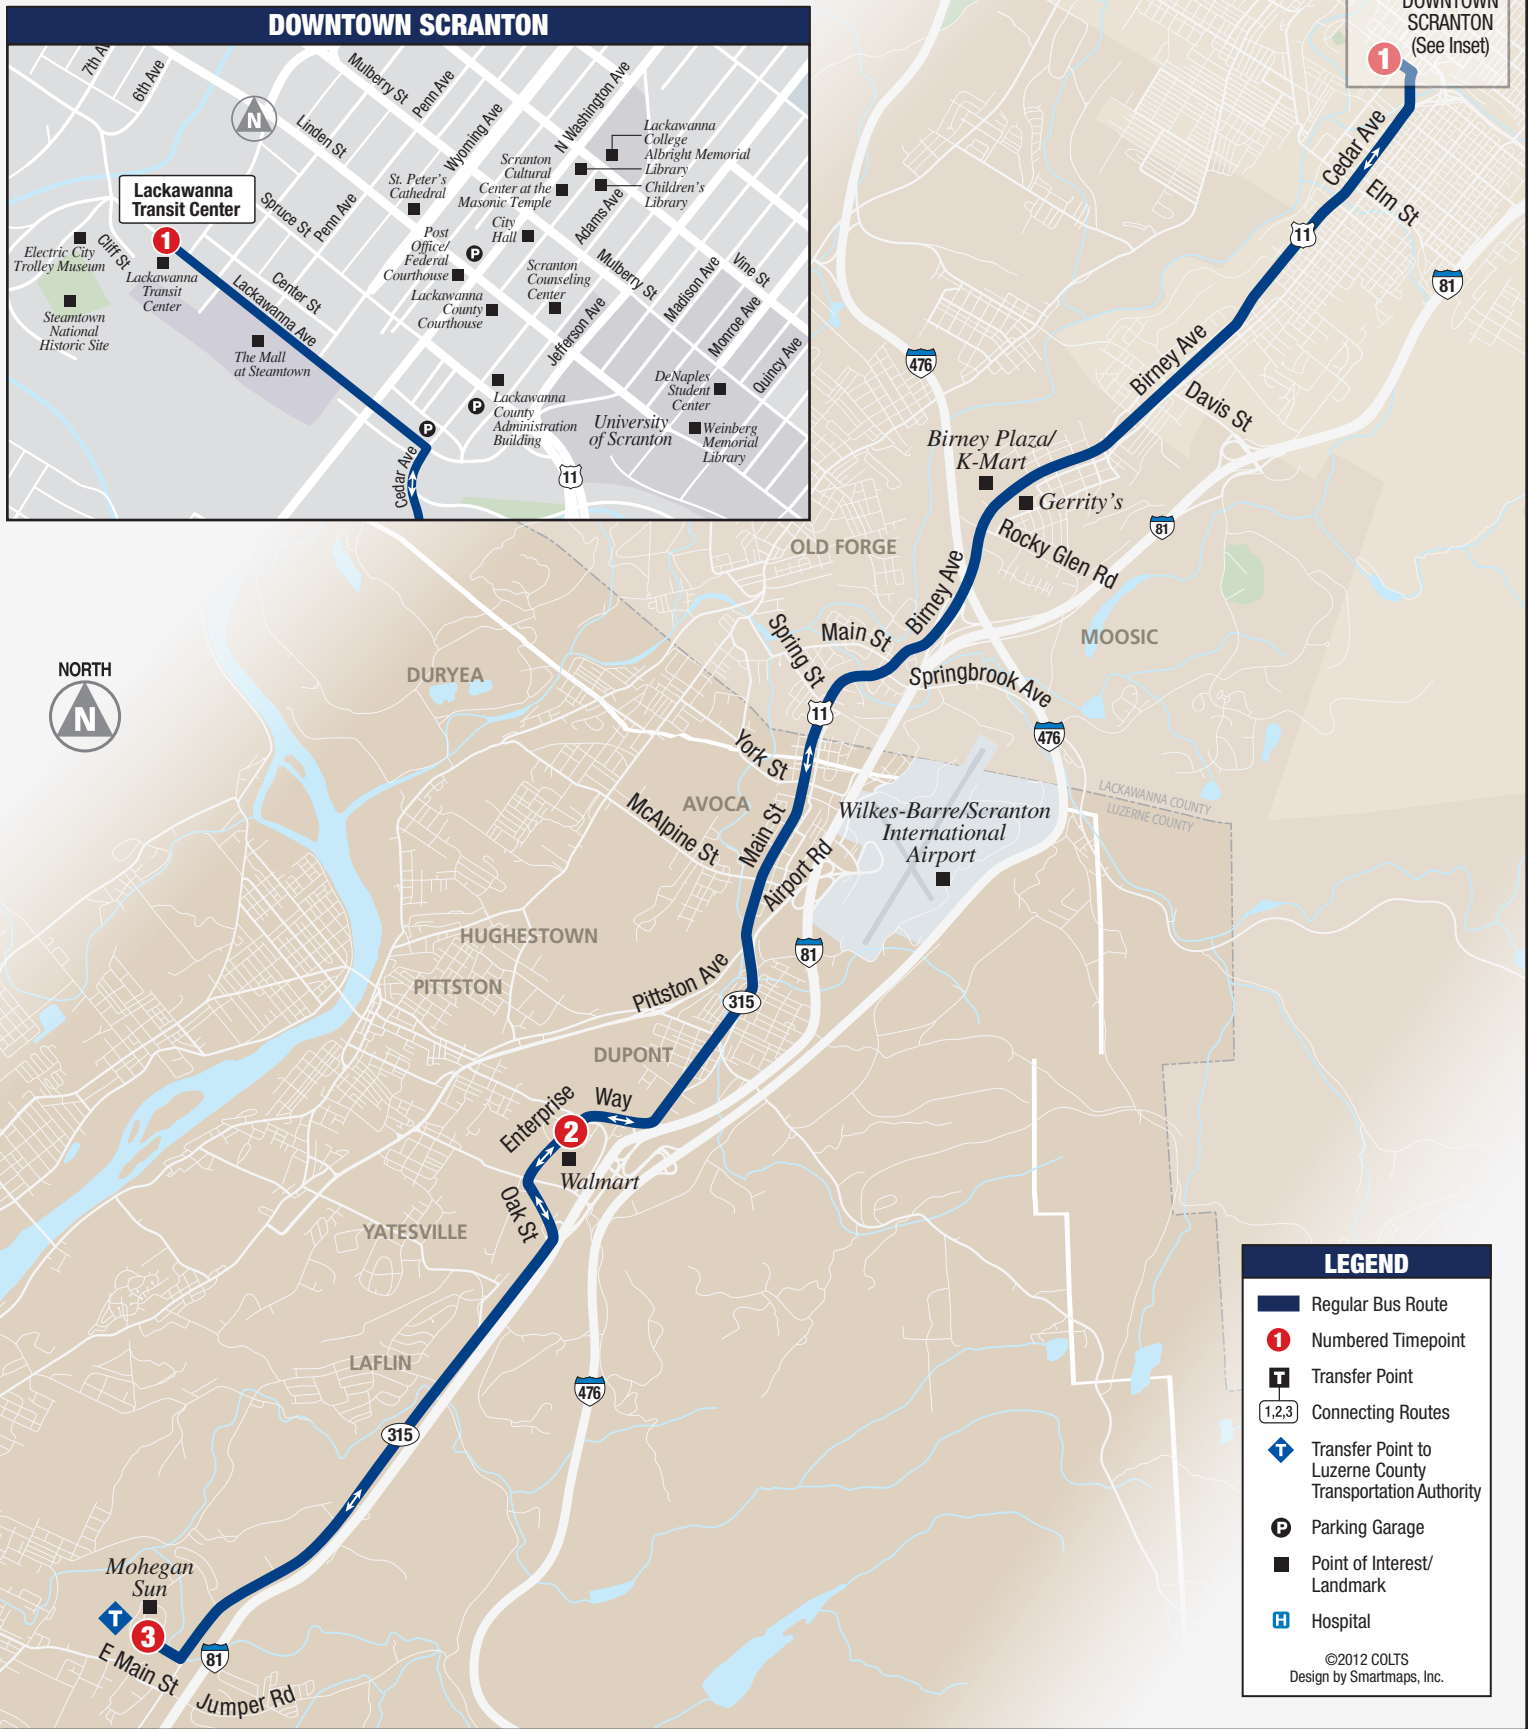 DOWNTOWN SCRANTON
7th Av
6th Ave
Mulberry St
Penn Ave
Wyoming Ave
N Washington Ave
N
Linden St
Lackawanna
College
Albright Memorial
Library
Children's
Library
Scranton
Cultural
Center at the
Masonic Temple
St. Peter's
Cathedral
Lackawanna
Transit Center
1
Spruce St
Penn Ave
Adams Ave
City
Hall
Post
Office/
Federal
Courthouse
P
Electric City
Trolley Museum
Cliff St
Lackawanna
Transit
Center
Center St
Lackawanna Ave
Lackawanna
County
Courthouse
Scranton
Counseling
Center
Mulberry St
Madison Ave
Vine St
Monroe Ave
Quincy Ave
Jefferson Ave
Steamtown
National
Historic Site
The Mall
at Steamtown
DeNaples
Student
Center
Lackawanna
County
Administration
Building
P
University
of Scranton
Weinberg
Memorial
Library
P
Cedar Ave
11
DOWNTOWN
SCRANTON
(See Inset)
1
Cedar Ave
Elm St
11
81
476
Birney Ave
Davis St
Birney Plaza/
K-Mart
Gerrity's
Rocky Glen Rd
81
OLD FORGE
Birney Ave
MOOSIC
Spring St
Main St
Springbrook Ave
NORTH
N
DURYEA
11
476
York St
LACKAWANNA COUNTY
LUZERNE COUNTY
AVOCA
McAlpine St
Main St
Airport Rd
Wilkes-Barre/Scranton
International
Airport
HUGHESTOWN
81
PITTSTON
Pittston Ave
315
DUPONT
Enterprise
Way
2
Walmart
Oak St
YATESVILLE
LAFLIN
476
315
Mohegan
Sun
T
3
E Main St
81
Jumper Rd
LEGEND
Regular Bus Route
1 Numbered Timepoint
T Transfer Point
1,2,3 Connecting Routes
T Transfer Point to
Luzerne County
Transportation Authority
P Parking Garage
Point of Interest/
Landmark
H Hospital
©2012 COLTS
Design by Smartmaps, Inc.